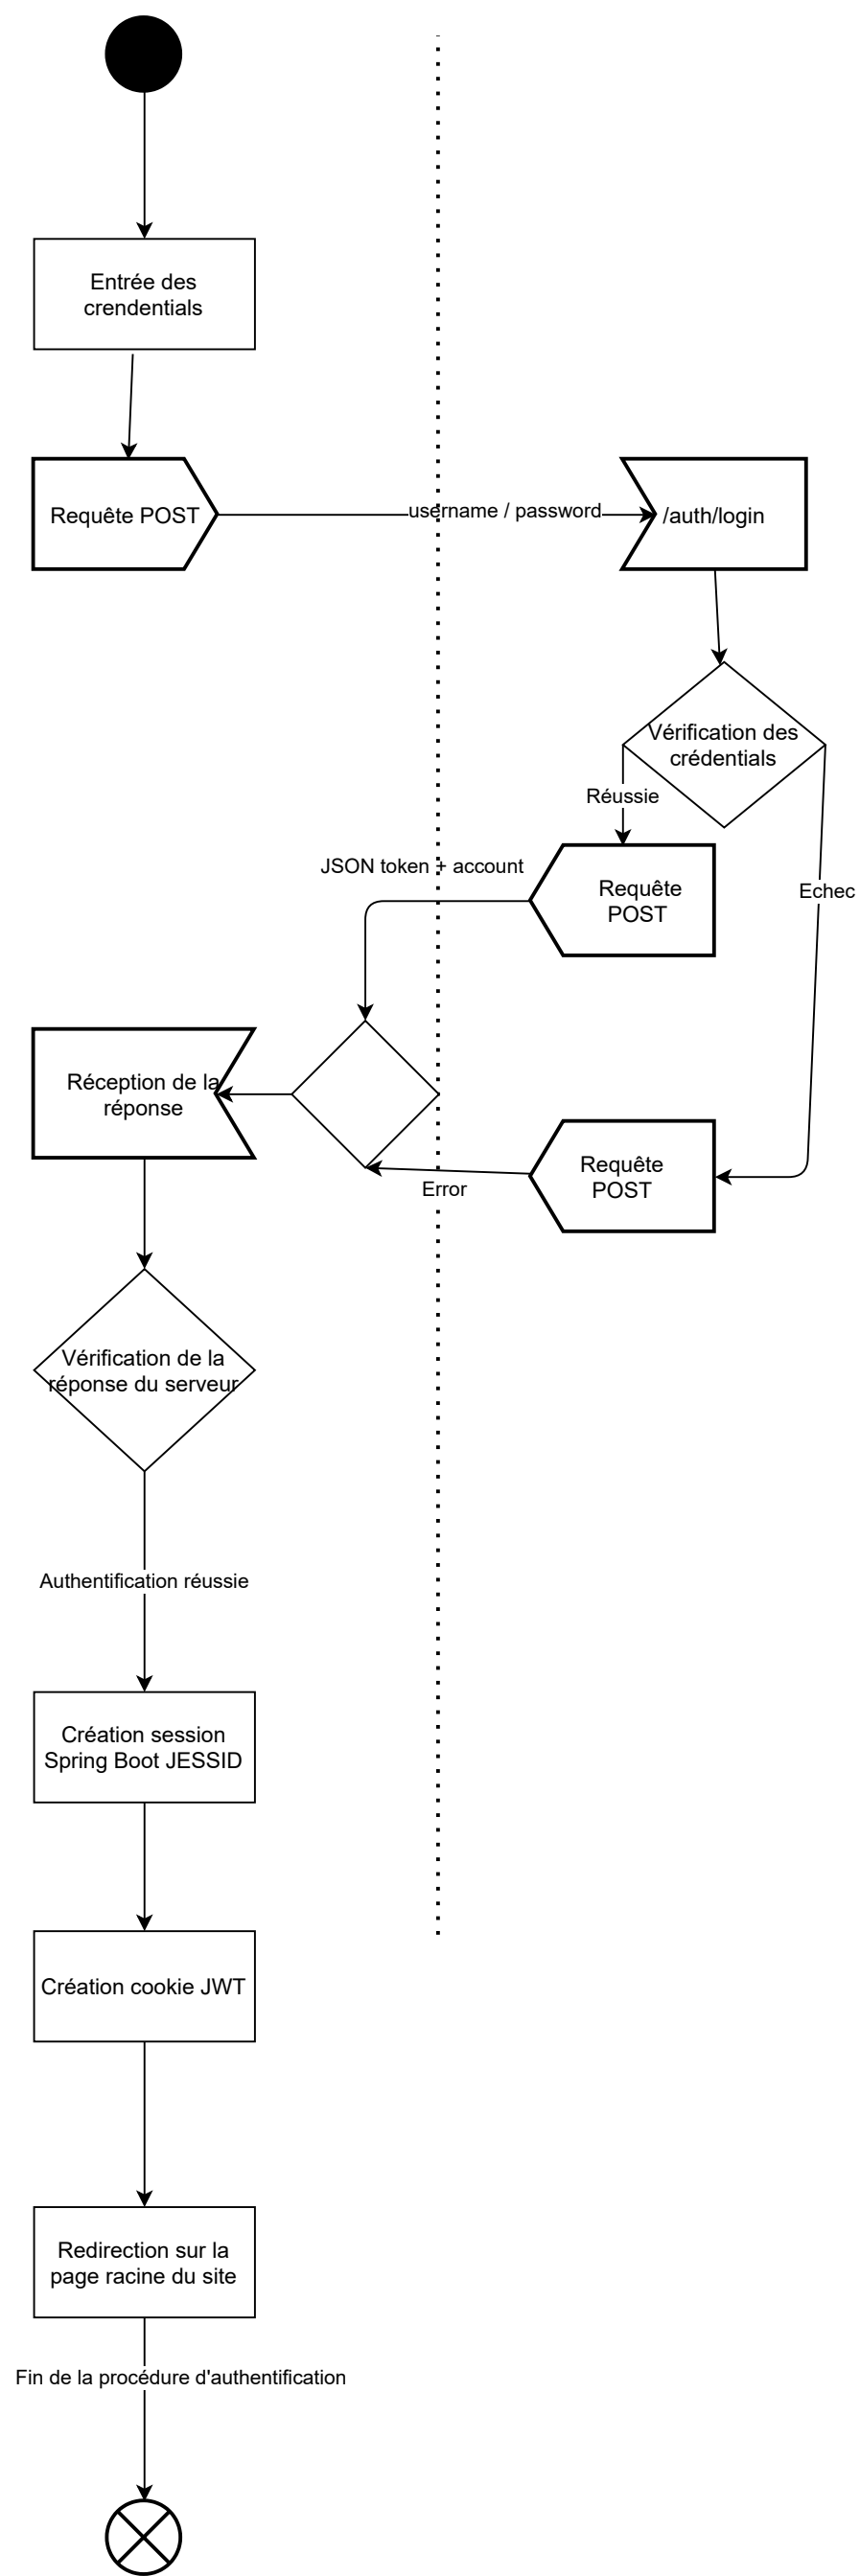 Entrée des
crendentials
Requête POST
username / password
/auth/login
Vérification des
crédentials
Réussie
JSON token + account
Requête
POST
Echec
Réception de la
réponse
Requête
POST
Error
Vérification de la
réponse du serveur
Authentification réussie
Création session
Spring Boot JESSID
Création cookie JWT
Redirection sur la
page racine du site
Fin de la procédure d'authentification